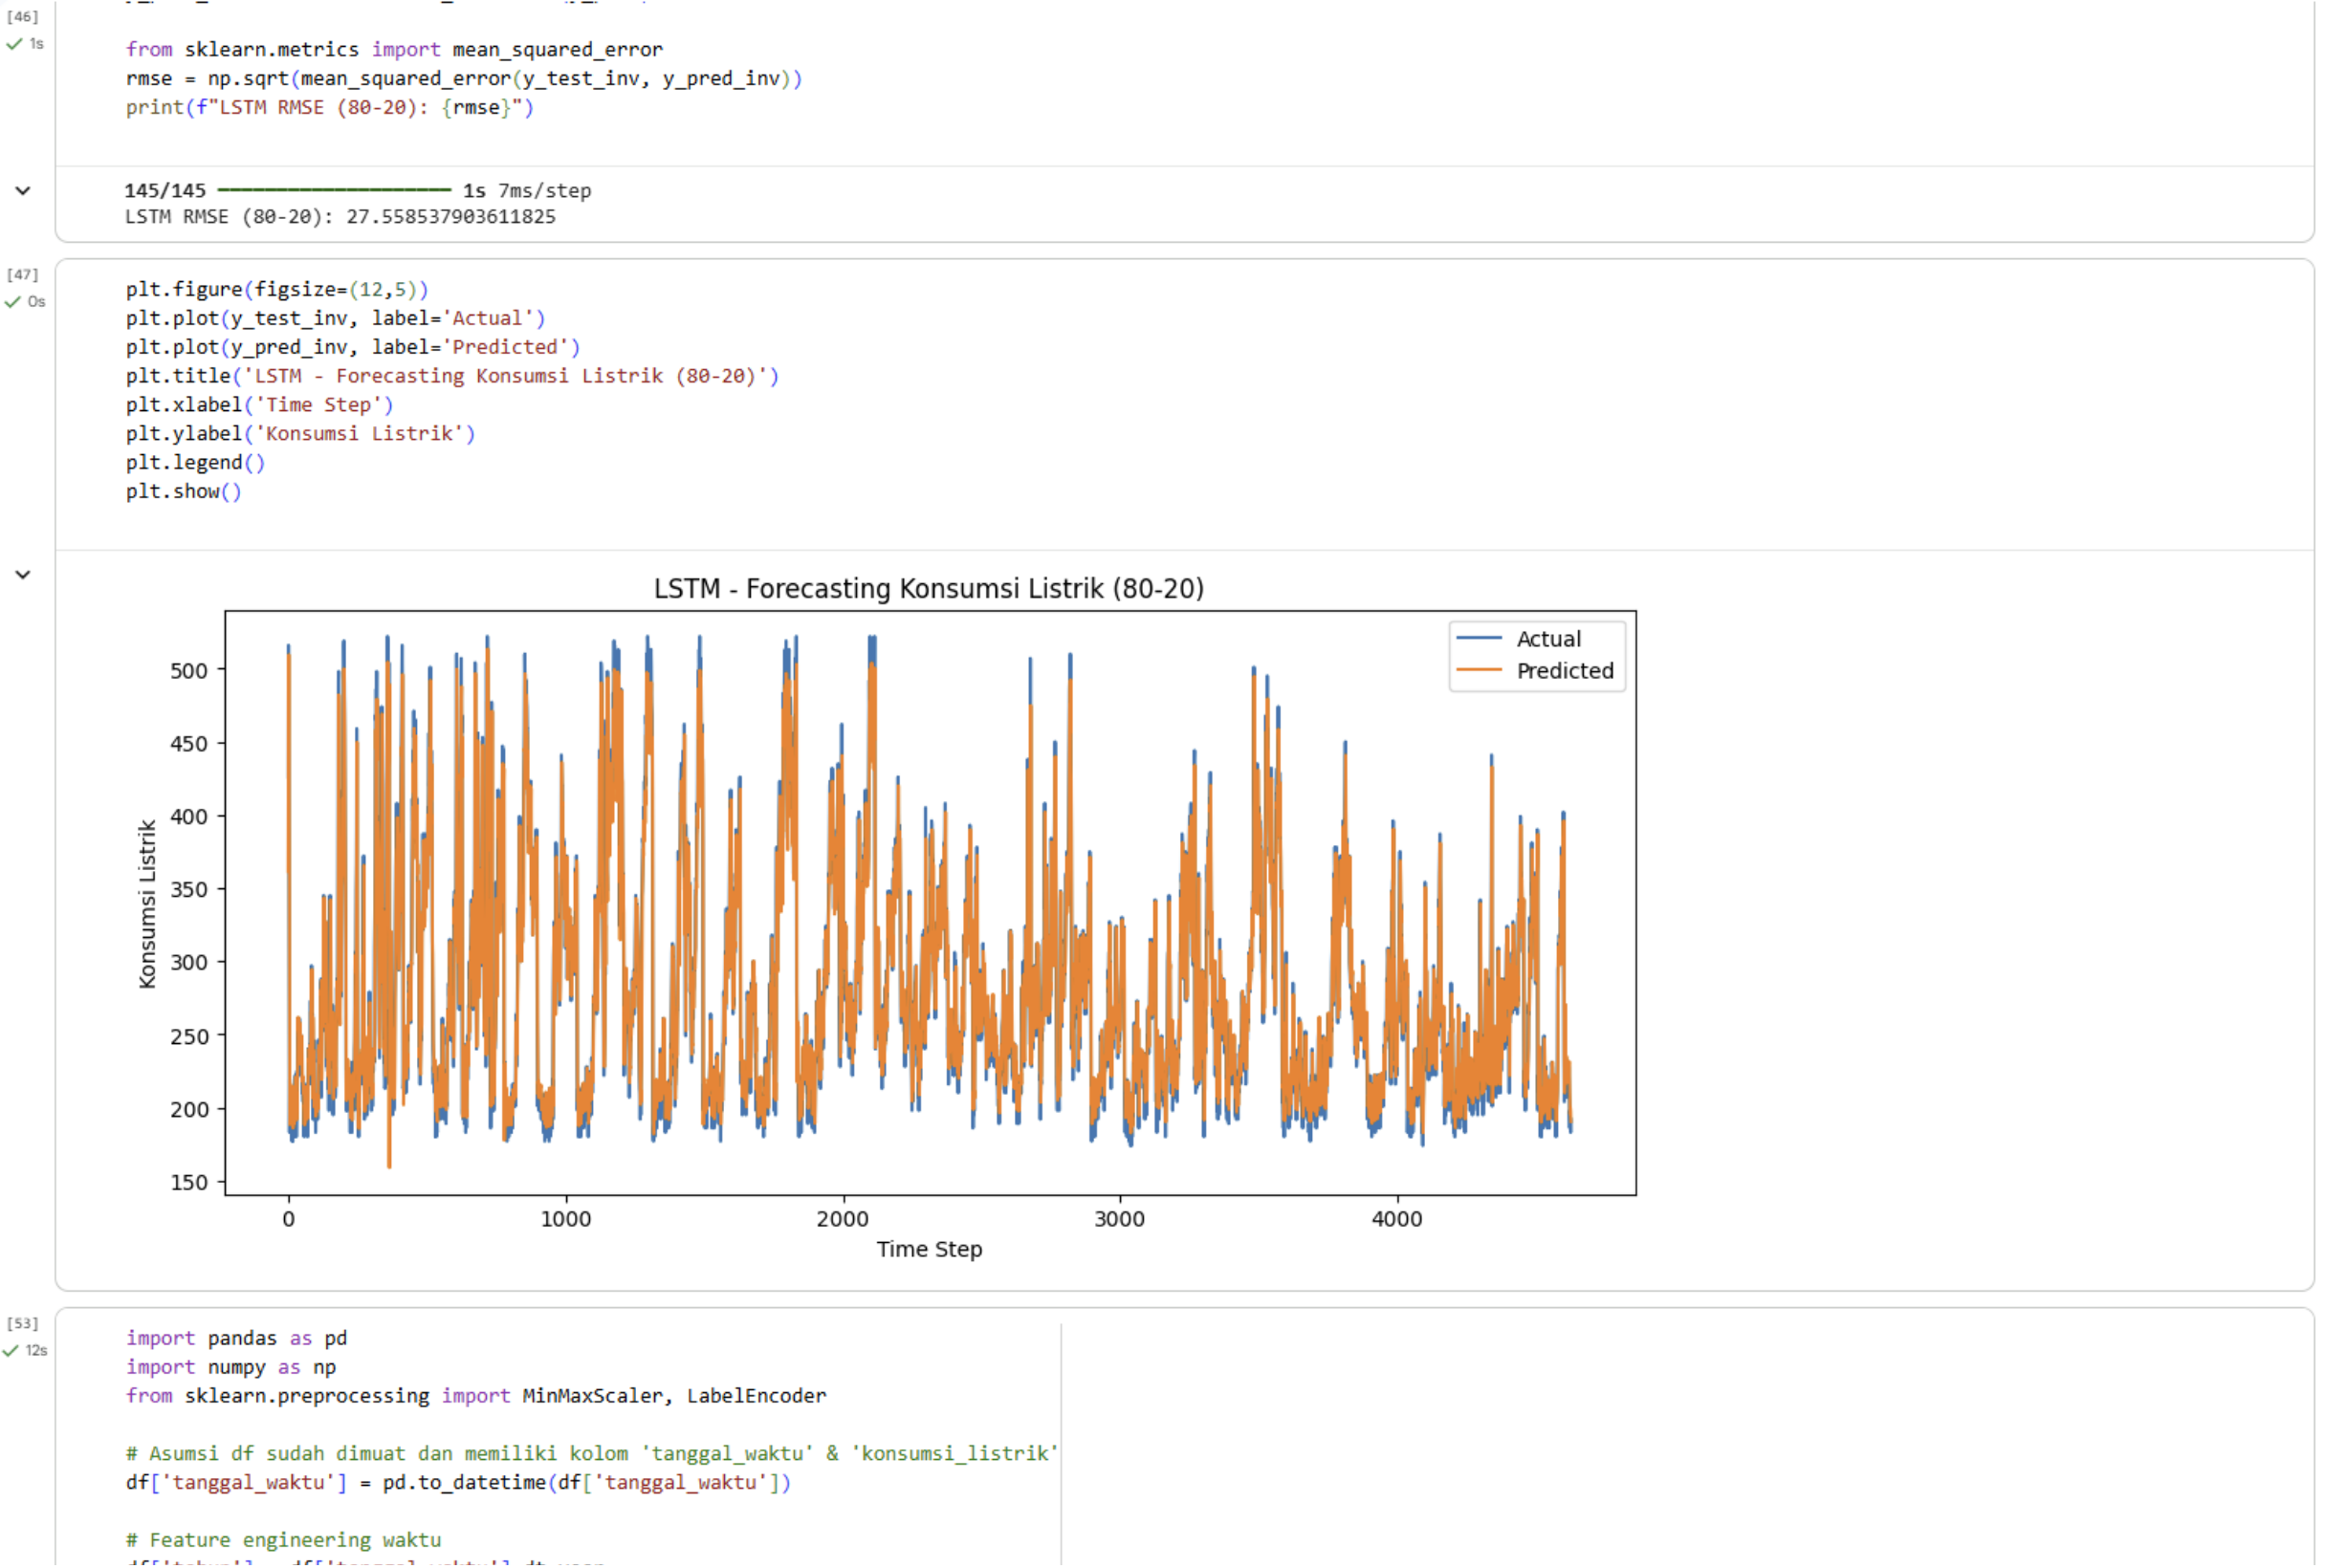 [46]
1s
from sklearn.metrics import mean_squared_error
rmse = np.sqrt(mean_squared_error(y_test_inv, y_pred_inv))
print(f"LSTM RMSE (80-20): {rmse}")
145/145 ━━━━━━━━━━━━━━━━━━━━ 1s 7ms/step
LSTM RMSE (80-20): 27.558537903611825
[47]
0s
plt.figure(figsize=(12,5))
plt.plot(y_test_inv, label='Actual')
plt.plot(y_pred_inv, label='Predicted')
plt.title('LSTM - Forecasting Konsumsi Listrik (80-20)')
plt.xlabel('Time Step')
plt.ylabel('Konsumsi Listrik')
plt.legend()
plt.show()
LSTM - Forecasting Konsumsi Listrik (80-20)
Actual
Predicted
500
450
400
350
300
250
200
150
Konsumsi Listrik
0 1000 2000 3000 4000
Time Step
[53]
12s
import pandas as pd
import numpy as np
from sklearn.preprocessing import MinMaxScaler, LabelEncoder
# Asumsi df sudah dimuat dan memiliki kolom 'tanggal_waktu' & 'konsumsi_listrik'
df['tanggal_waktu'] = pd.to_datetime(df['tanggal_waktu'])
# Feature engineering waktu